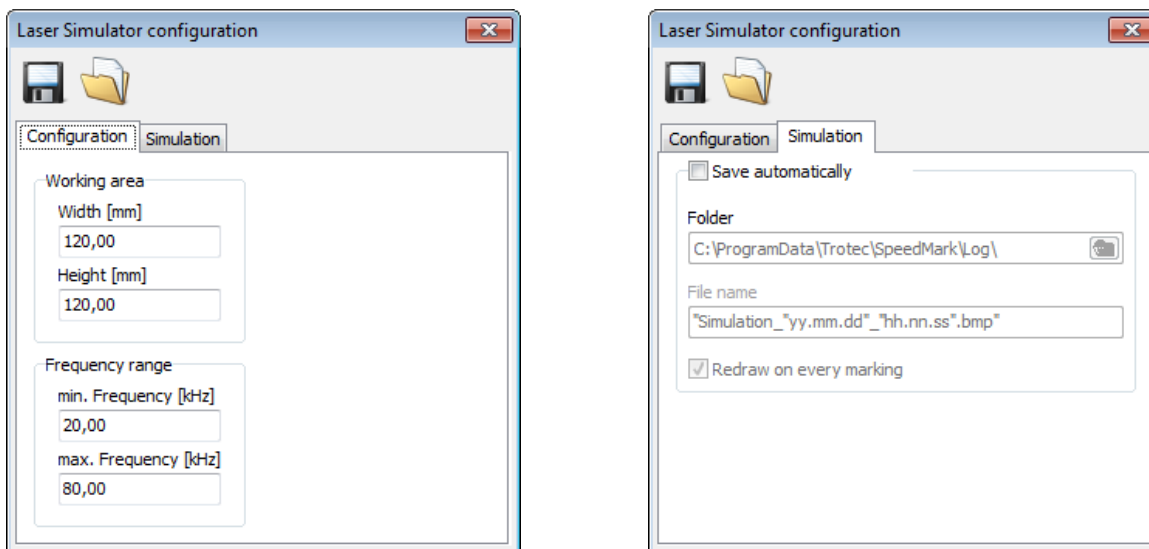 Laser Simulator configuration
Configuration Simulation
Working area
Width [mm]
120,00
Height [mm]
120,00
Frequency range
min. Frequency [kHz]
20,00
max. Frequency [kHz]
80,00
Laser Simulator configuration
Configuration Simulation
Save automatically
Folder
C:\ProgramData\Trotec\SpeedMark\Log\
File name
"Simulation_"yy.mm.dd"_"hh.nn.ss".bmp"
Redraw on every marking